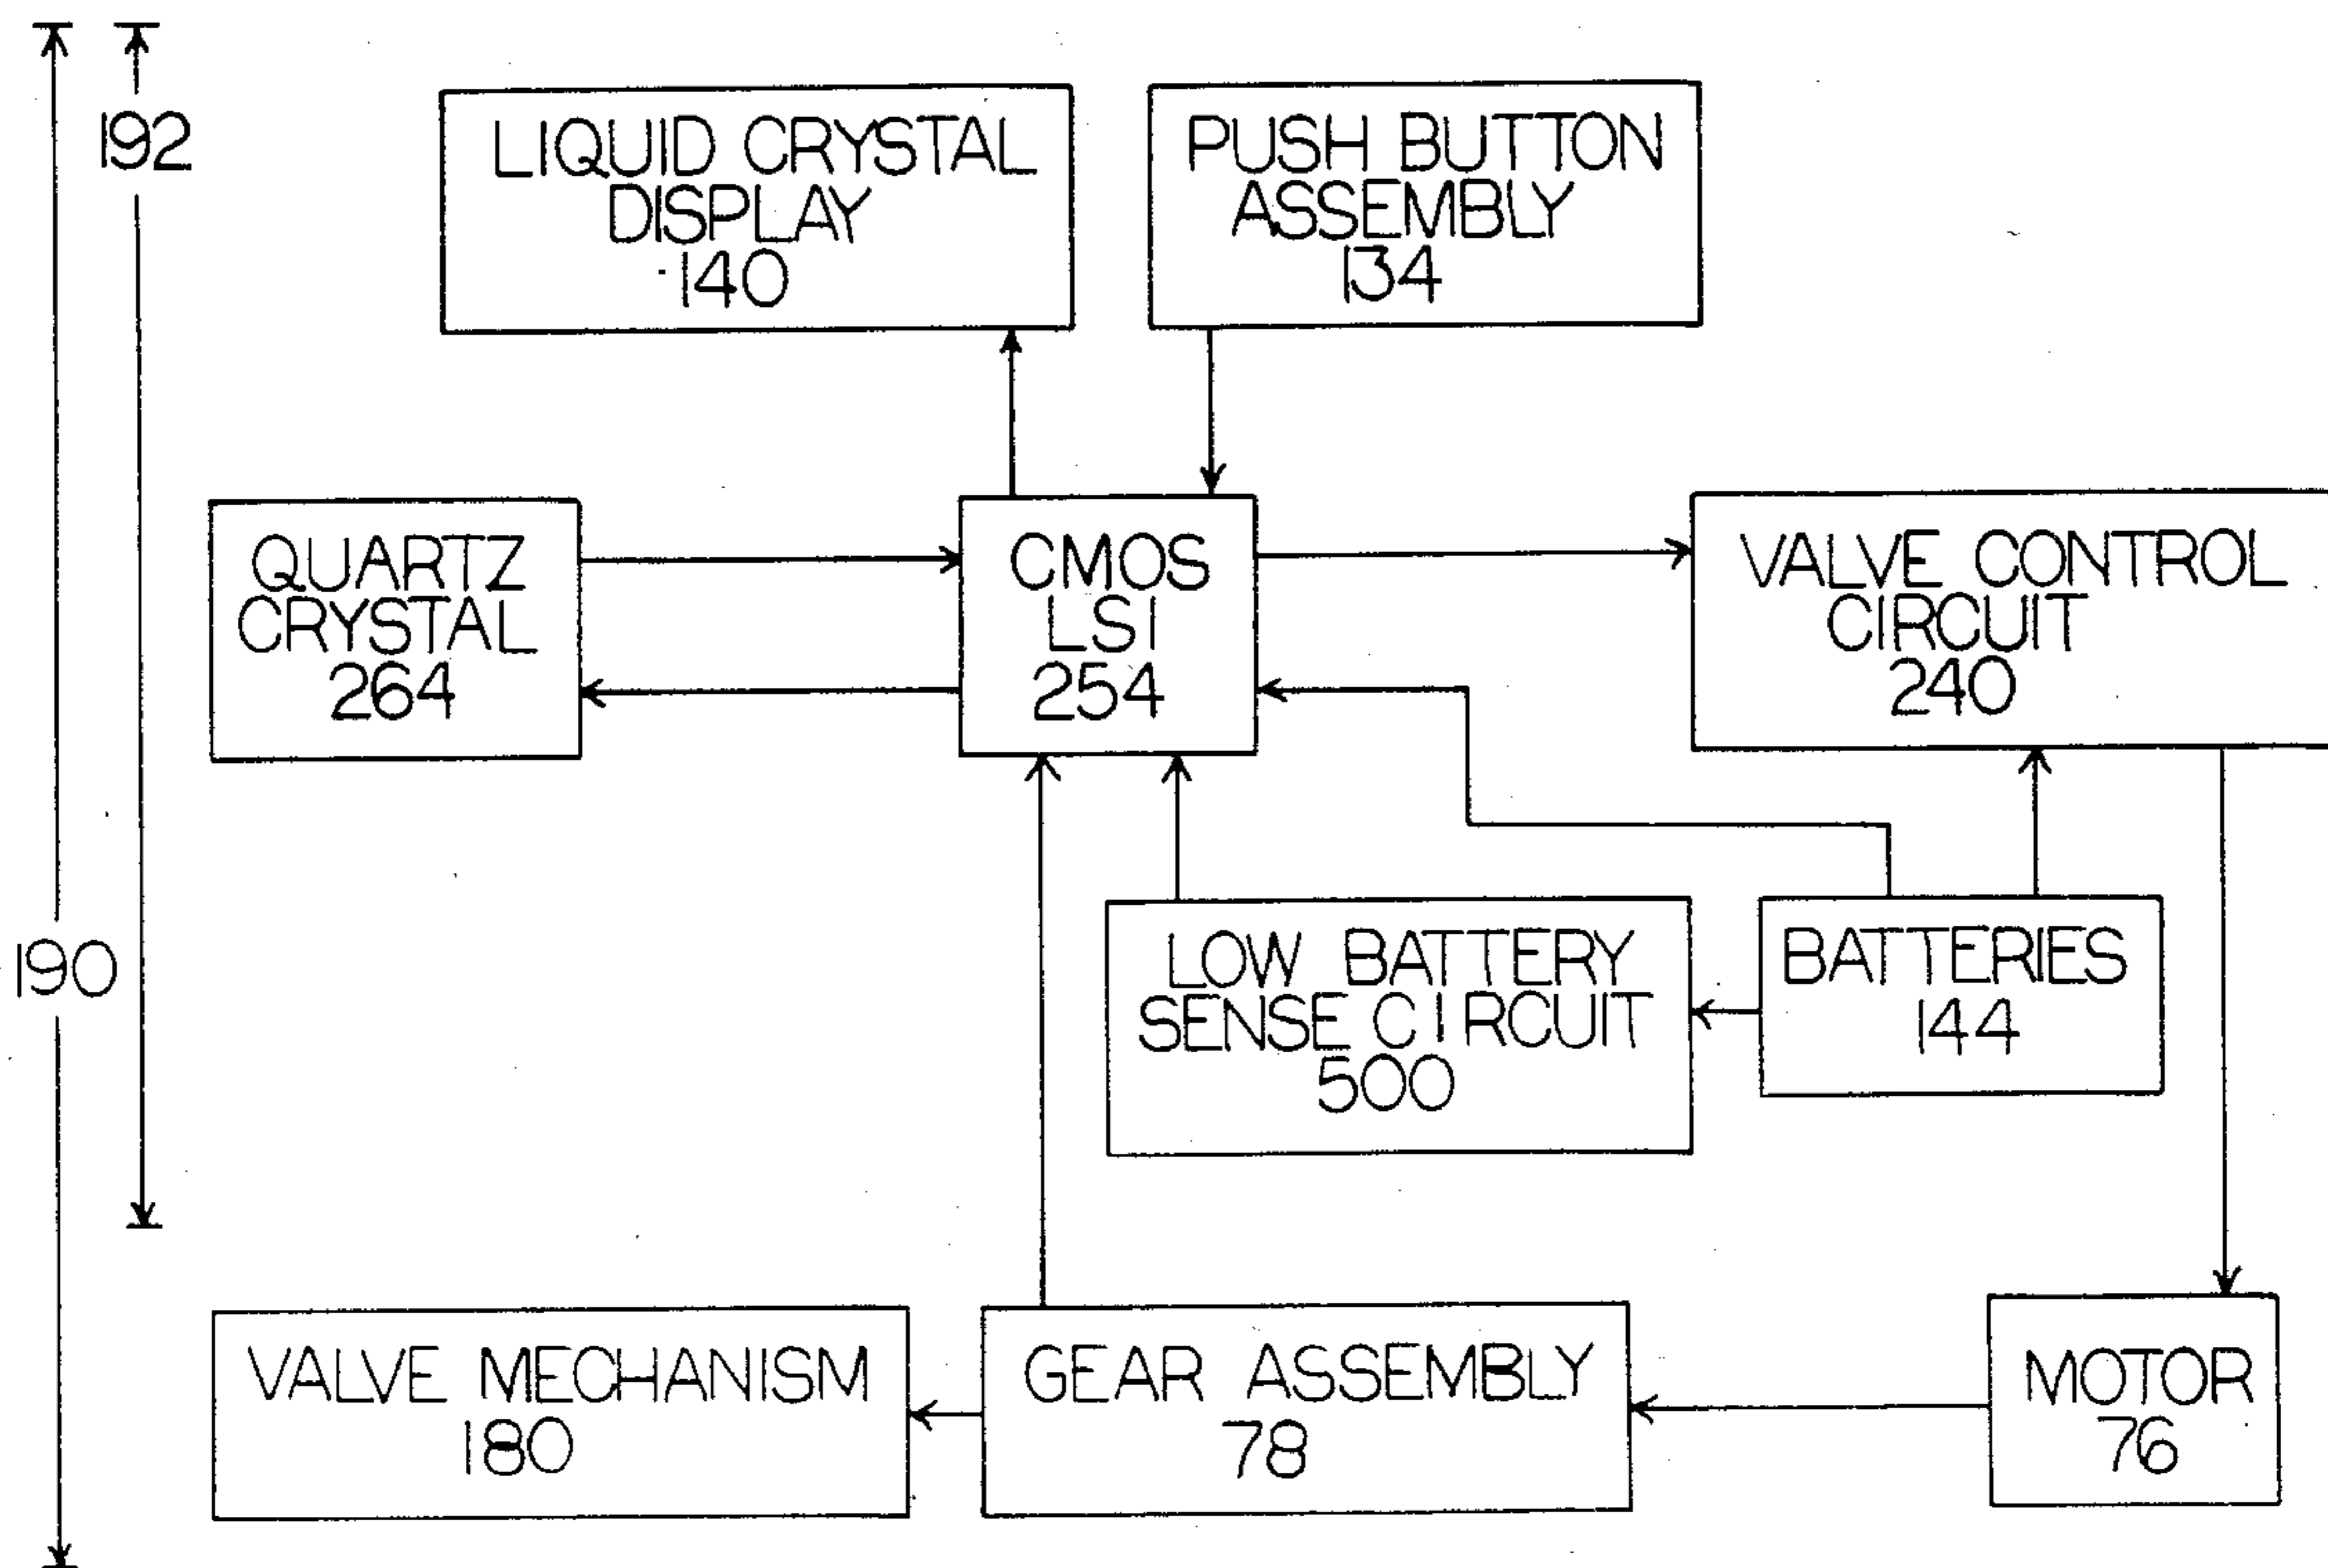 192
LIQUID CRYSTAL
DISPLAY
140
PUSH BUTTON
ASSEMBLY
134
QUARTZ
CRYSTAL
264
CMOS
LSI
254
VALVE CONTROL
CIRCUIT
240
190
LOW BATTERY
SENSE CIRCUIT
500
BATTERIES
144
VALVE MECHANISM
180
GEAR ASSEMBLY
78
MOTOR
76